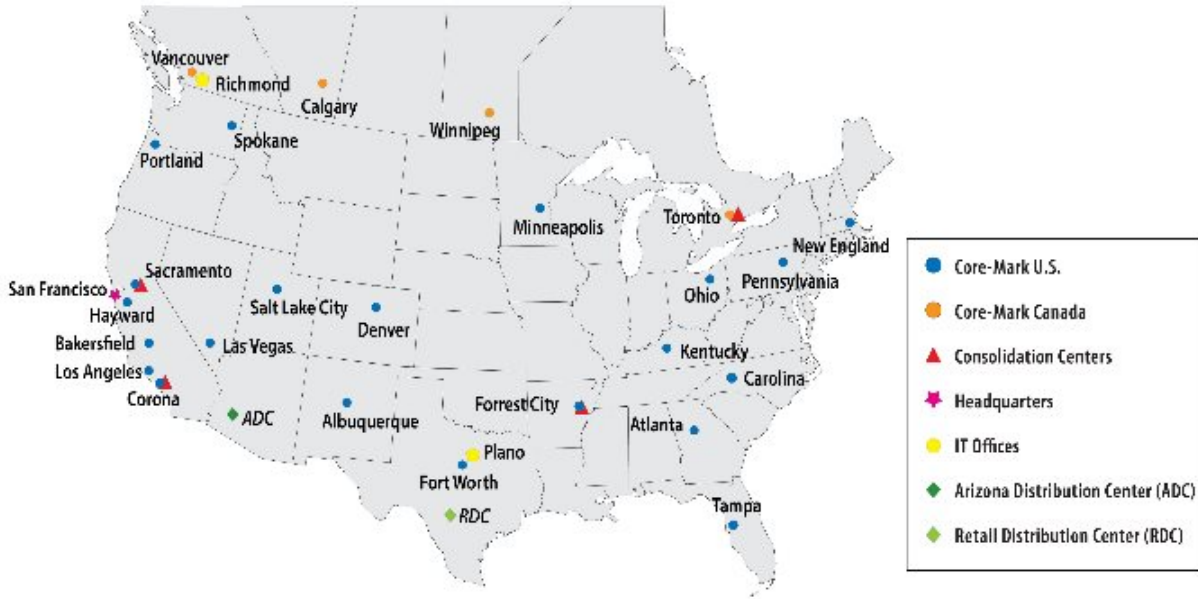 Vancouver
Richmond
Calgary
Winnipeg
Spokane
Portland
Minneapolis
Toronto
New England
Pennsylvania
Ohio
Sacramento
San Francisco
Hayward
Salt Lake City
Denver
Bakersfield
Las Vegas
Kentucky
Los Angeles
Corona
Carolina
ADC
Albuquerque
Forrest City
Atlanta
Plano
Fort Worth
RDC
Tampa
Core-Mark U.S.
Core-Mark Canada
Consolidation Centers
Headquarters
IT Offices
Arizona Distribution Center (ADC)
Retail Distribution Center (RDC)